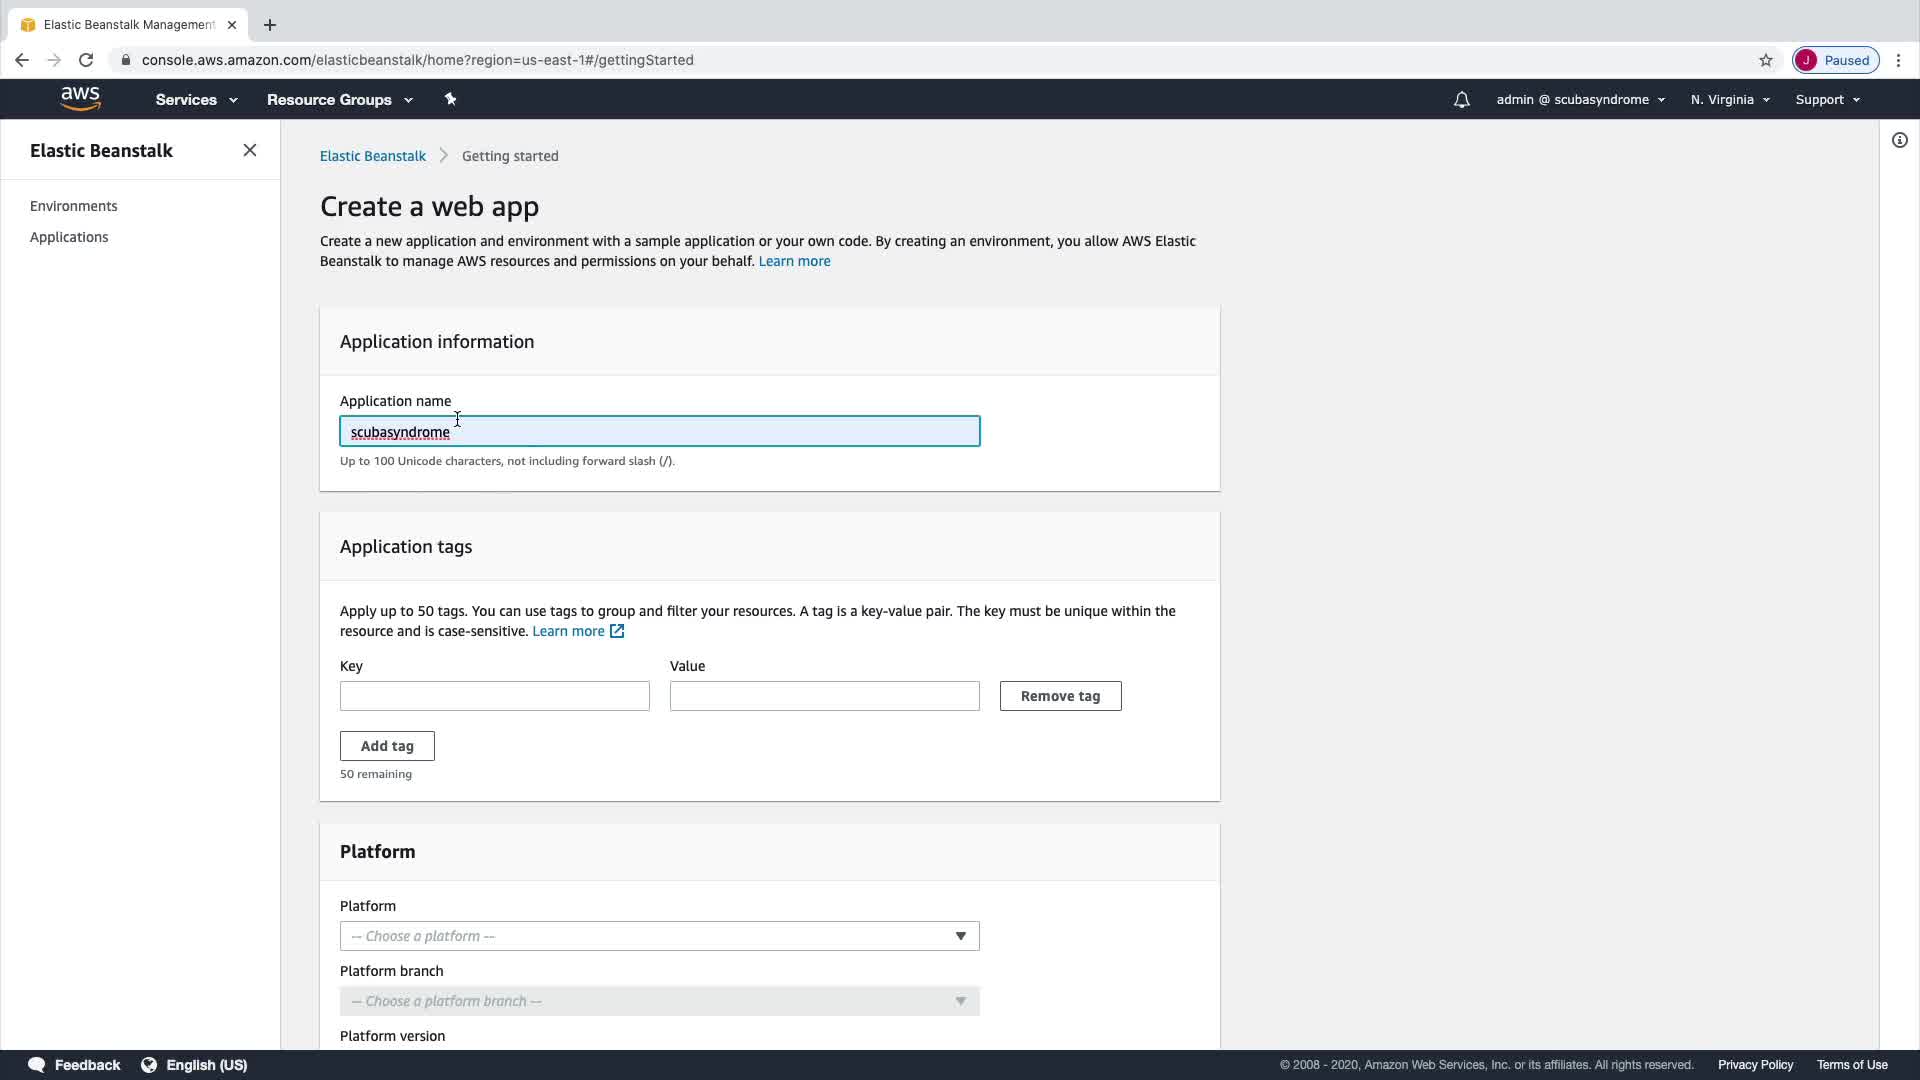 Elastic Beanstalk Management
console.aws.amazon.com/elasticbeanstalk/home?region=us-east-1#/gettingStarted
J Paused
aws Services Resource Groups admin @ scubasyndrome N. Virginia Support
Elastic Beanstalk
Environments
Applications
Elastic Beanstalk Getting started
Create a web app
Create a new application and environment with a sample application or your own code. By creating an environment, you allow AWS Elastic
Beanstalk to manage AWS resources and permissions on your behalf. Learn more
Application information
Application name
scubasyndrome
Up to 100 Unicode characters, not including forward slash (/).
Application tags
Apply up to 50 tags. You can use tags to group and filter your resources. A tag is a key-value pair. The key must be unique within the
resource and is case-sensitive. Learn more
Key Value
Remove tag
Add tag
50 remaining
Platform
Platform
-- Choose a platform --
Platform branch
-- Choose a platform branch --
Platform version
Feedback English (US) © 2008 - 2020, Amazon Web Services, Inc. or its affiliates. All rights reserved. Privacy Policy Terms of Use